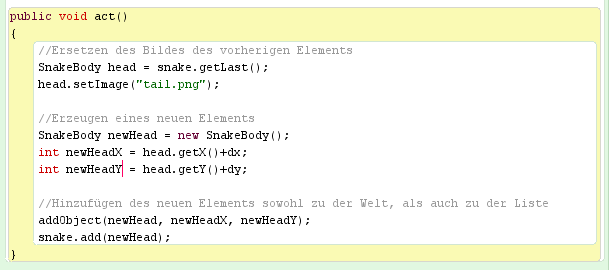 public void act()
{
//Ersetzen des Bildes des vorherigen Elements
SnakeBody head = snake.getLast();
head.setImage("tail.png");
//Erzeugen eines neuen Elements
SnakeBody newHead = new SnakeBody();
int newHeadX = head.getX()+dx;
int newHeadY = head.getY()+dy;
//Hinzufügen des neuen Elements sowohl zu der Welt, als auch zu der Liste
addObject(newHead, newHeadX, newHeadY);
snake.add(newHead);
}